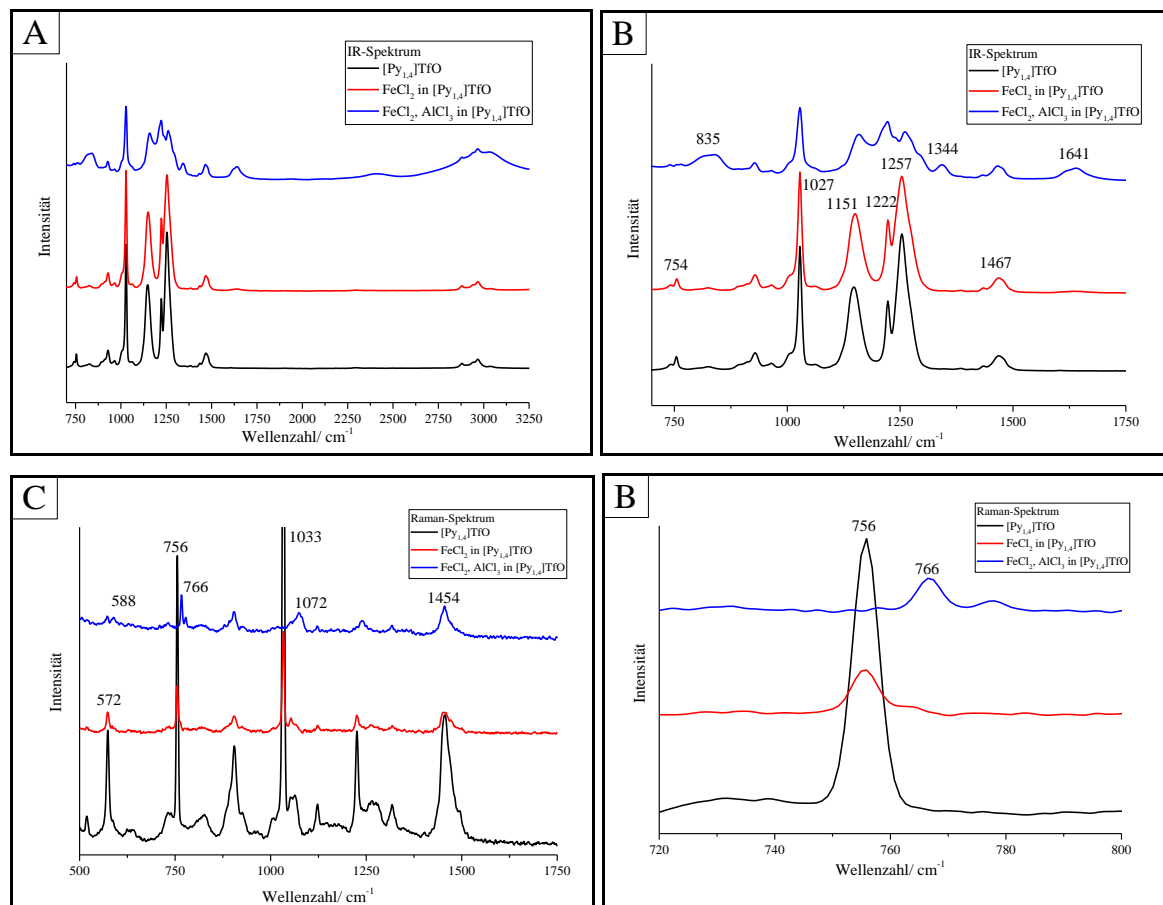 A
IR-Spektrum
[Py1,4]TfO
FeCl2 in [Py1,4]TfO
FeCl2, AlCl3 in [Py1,4]TfO
Intensität
750 1000 1250 1500 1750 2000 2250 2500 2750 3000 3250
Wellenzahl/ cm-1
B
IR-Spektrum
[Py1,4]TfO
FeCl2 in [Py1,4]TfO
FeCl2, AlCl3 in [Py1,4]TfO
835
1257
1344
1641
1027
1151
1222
754
1467
Intensität
750 1000 1250 1500 1750
Wellenzahl/ cm-1
C
Raman-Spektrum
[Py1,4]TfO
FeCl2 in [Py1,4]TfO
FeCl2, AlCl3 in [Py1,4]TfO
756
1033
766
588
1072
1454
572
Intensität
500 750 1000 1250 1500 1750
Wellenzahl/ cm-1
B
Raman-Spektrum
[Py1,4]TfO
FeCl2 in [Py1,4]TfO
FeCl2, AlCl3 in [Py1,4]TfO
756
766
Intensität
720 740 760 780 800
Wellenzahl/ cm-1